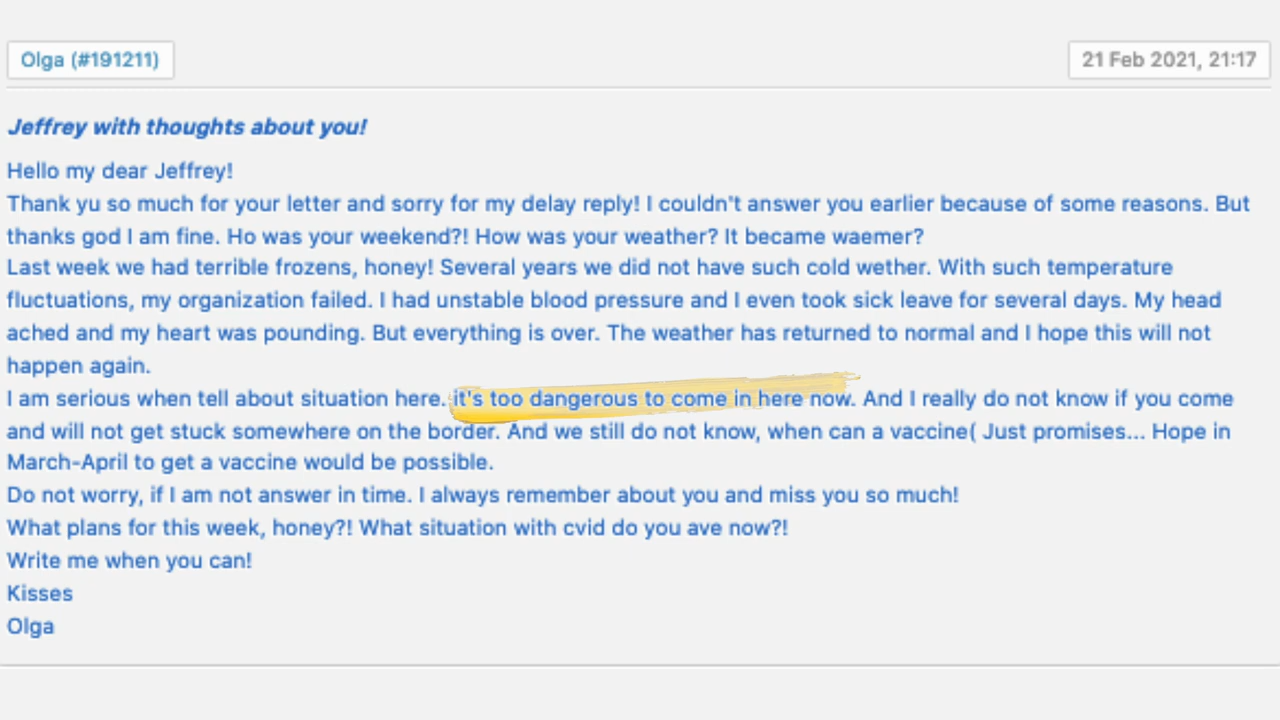 Olga (#191211)
21 Feb 2021, 21:17
Jeffrey with thoughts about you!
Hello my dear Jeffrey!
Thank yu so much for your letter and sorry for my delay reply! I couldn't answer you earlier because of some reasons. But
thanks god I am fine. Ho was your weekend?! How was your weather? It became waemer?
Last week we had terrible frozens, honey! Several years we did not have such cold wether. With such temperature
fluctuations, my organization failed. I had unstable blood pressure and I even took sick leave for several days. My head
ached and my heart was pounding. But everything is over. The weather has returned to normal and I hope this will not
happen again.
I am serious when tell about situation here. it's too dangerous to come in here now. And I really do not know if you come
and will not get stuck somewhere on the border. And we still do not know, when can a vaccine( Just promises... Hope in
March-April to get a vaccine would be possible.
Do not worry, if I am not answer in time. I always remember about you and miss you so much!
What plans for this week, honey?! What situation with cvid do you ave now?!
Write me when you can!
Kisses
Olga